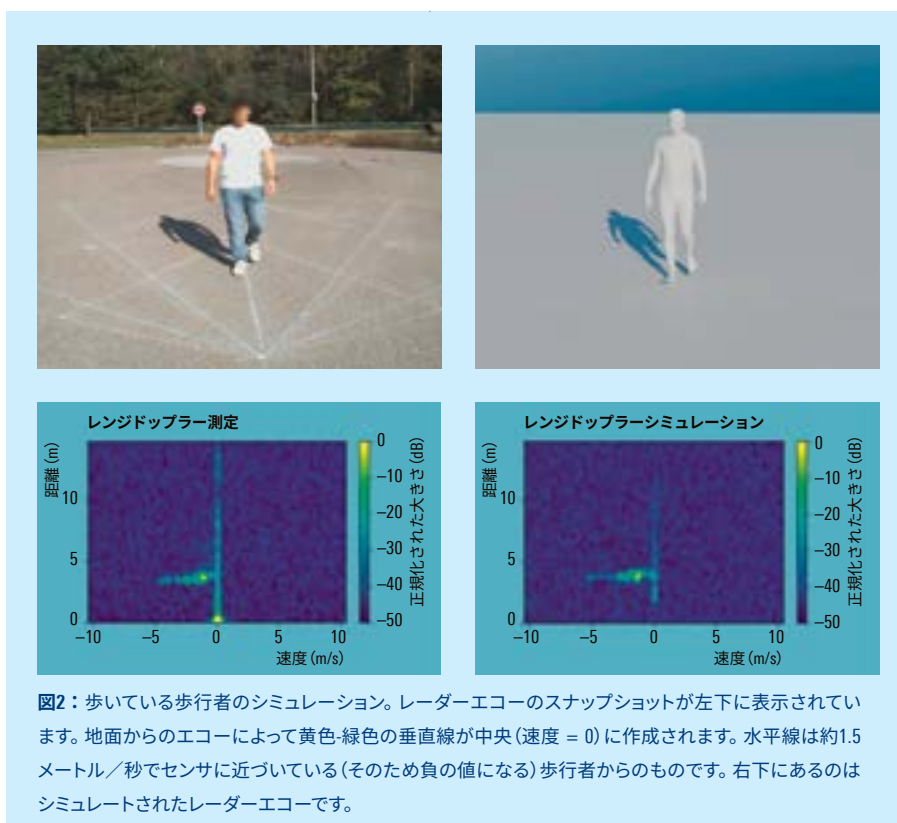 レンジドップラー測定
距離（m）
10
5
0
−10
−5
0
5
10
速度（m/s）
0
−10
−20
−30
−40
−50
正規化された大きさ（dB）
レンジドップラーシミュレーション
距離（m）
10
5
0
−10
−5
0
5
10
速度（m/s）
0
−10
−20
−30
−40
−50
正規化された大きさ（dB）
図2：歩いている歩行者のシミュレーション。レーダーエコーのスナップショットが左下に表示されてい
ます。地面からのエコーによって黄色-緑色の垂直線が中央（速度 = 0）に作成されます。水平線は約1.5
メートル／秒でセンサに近づいている（そのため負の値になる）歩行者からのものです。右下にあるのは
シミュレートされたレーダーエコーです。